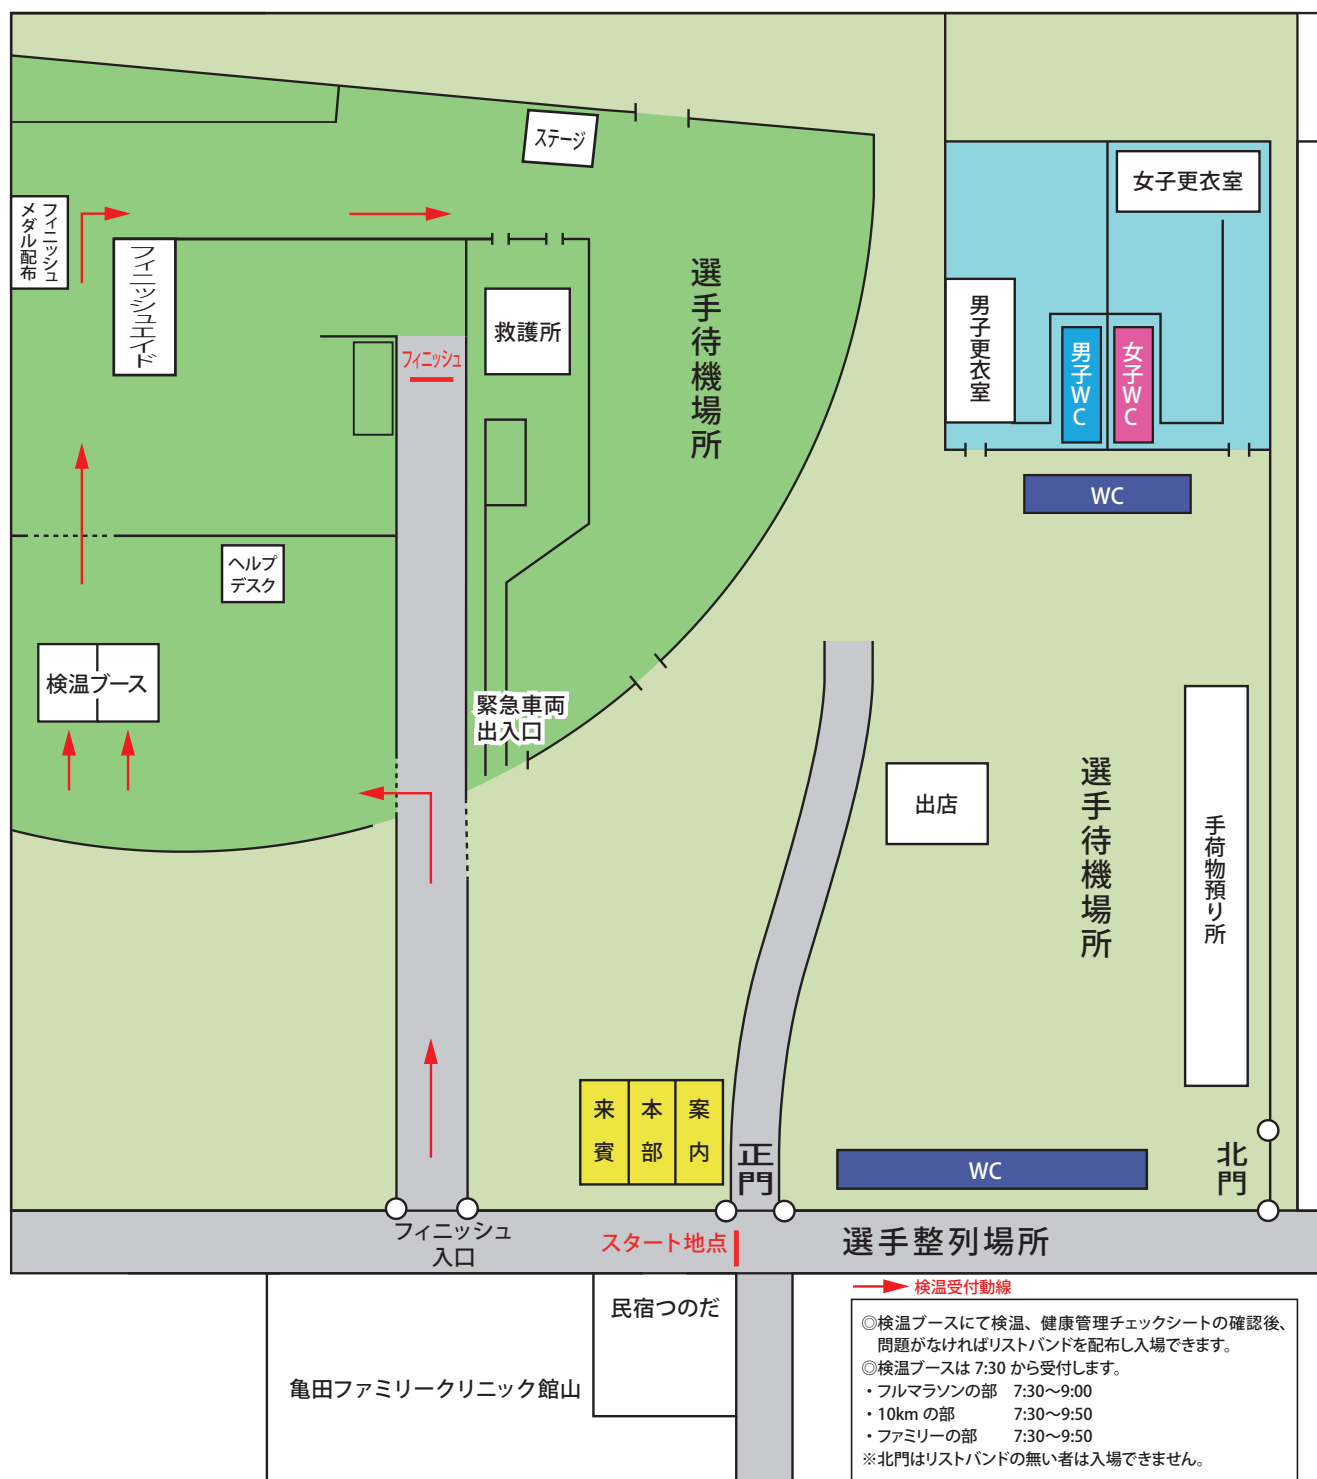 ステージ
女子更衣室
フィニッシュ
メダル配布
フィニッシュエイド
選手待機場所
救護所
フィニッシュ
男子更衣室
男子WC
女子WC
WC
ヘルプ
デスク
検温ブース
緊急車両
出入口
出店
選手待機場所
手荷物預り所
来賓
本部
案内
正門
WC
北門
フィニッシュ
入口
スタート地点
選手整列場所
検温受付動線
民宿つのだ
亀田ファミリークリニック館山
◎検温ブースにて検温、健康管理チェックシートの確認後、
問題がなければリストバンドを配布し入場できます。
◎検温ブースは 7:30 から受付します。
・フルマラソンの部 7:30〜9:00
・10km の部 7:30〜9:50
・ファミリーの部 7:30〜9:50
※北門はリストバンドの無い者は入場できません。